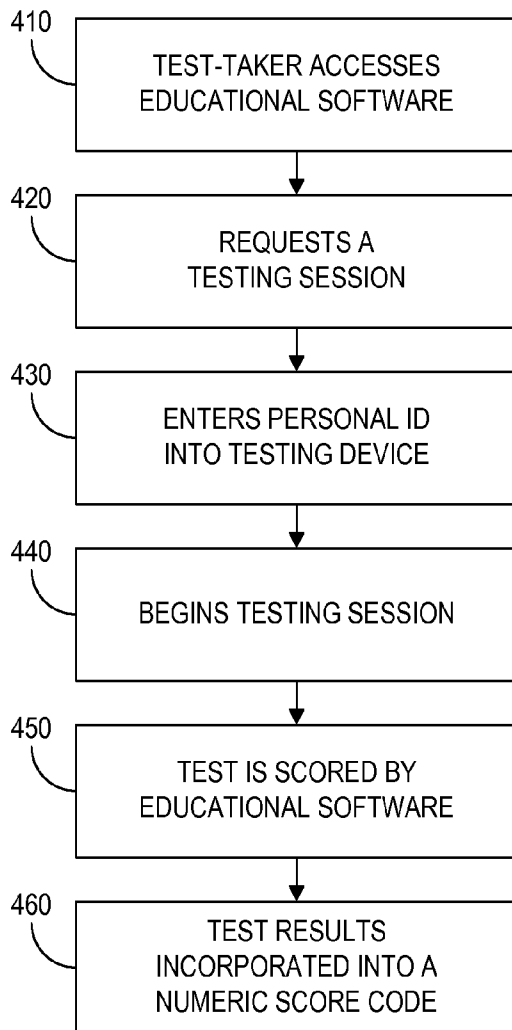 410
TEST-TAKER ACCESSES
EDUCATIONAL SOFTWARE
420
REQUESTS A
TESTING SESSION
430
ENTERS PERSONAL ID
INTO TESTING DEVICE
440
BEGINS TESTING SESSION
450
TEST IS SCORED BY
EDUCATIONAL SOFTWARE
460
TEST RESULTS
INCORPORATED INTO A
NUMERIC SCORE CODE